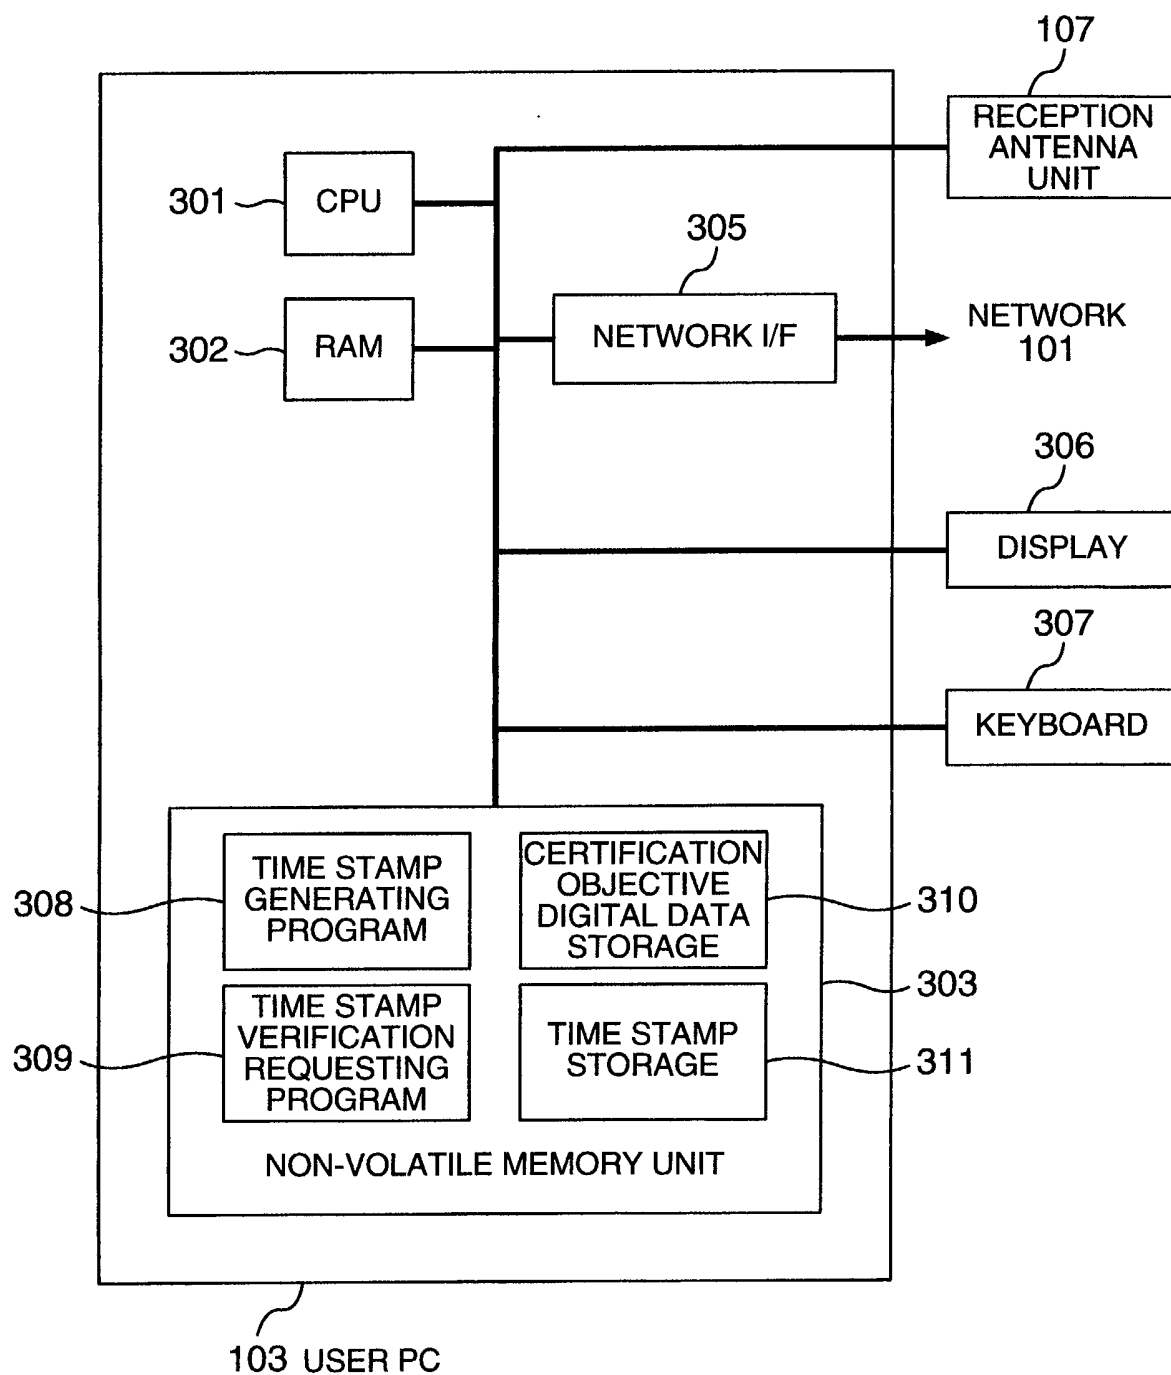 107
RECEPTION
ANTENNA
UNIT
301
CPU
305
302
RAM
NETWORK I/F
NETWORK
101
306
DISPLAY
307
KEYBOARD
308
TIME STAMP
GENERATING
PROGRAM
CERTIFICATION
OBJECTIVE
DIGITAL DATA
STORAGE
310
303
309
TIME STAMP
VERIFICATION
REQUESTING
PROGRAM
TIME STAMP
STORAGE
311
NON-VOLATILE MEMORY UNIT
103 USER PC